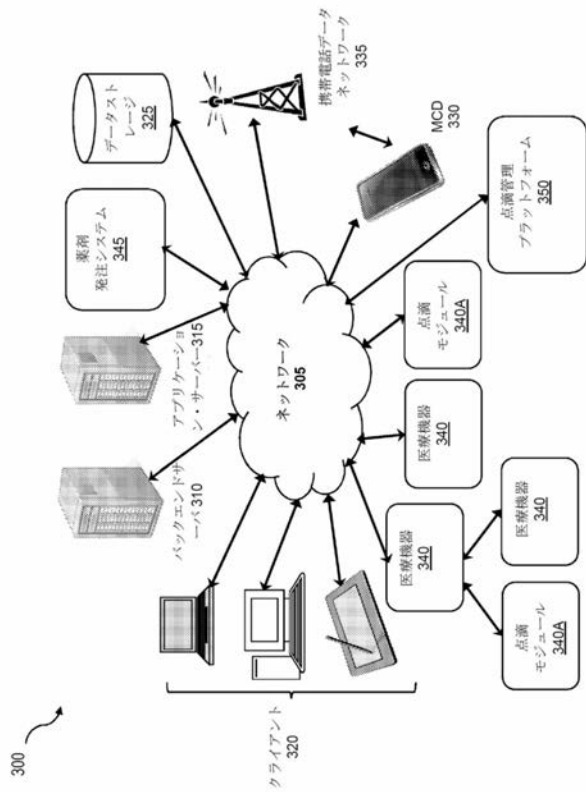 300
クライアント
320
バックエンドサ
ーバ 310
アプリケーショ
ン・サーバー315
薬剤
発注システム
345
データスト
レージ
325
携帯電話データ
ネットワーク
335
ネットワーク
305
MCD
330
点滴管理
プラットフォーム
350
点滴
モジュール
340A
医療機器
340
医療機器
340
医療機器
340
点滴
モジュール
340A